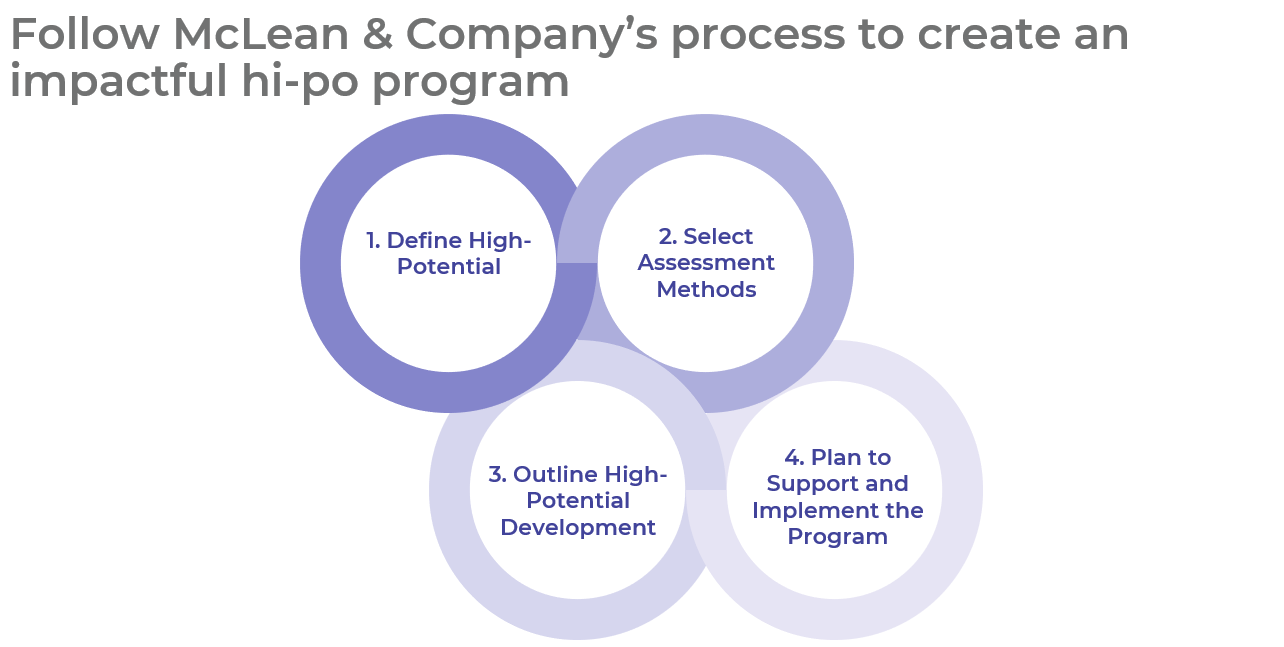 Follow McLean & Company’s process to create an
impactful hi-po program
1. Define High-
Potential
2. Select
Assessment
Methods
3. Outline High-
Potential
Development
4. Plan to
Support and
Implement the
Program